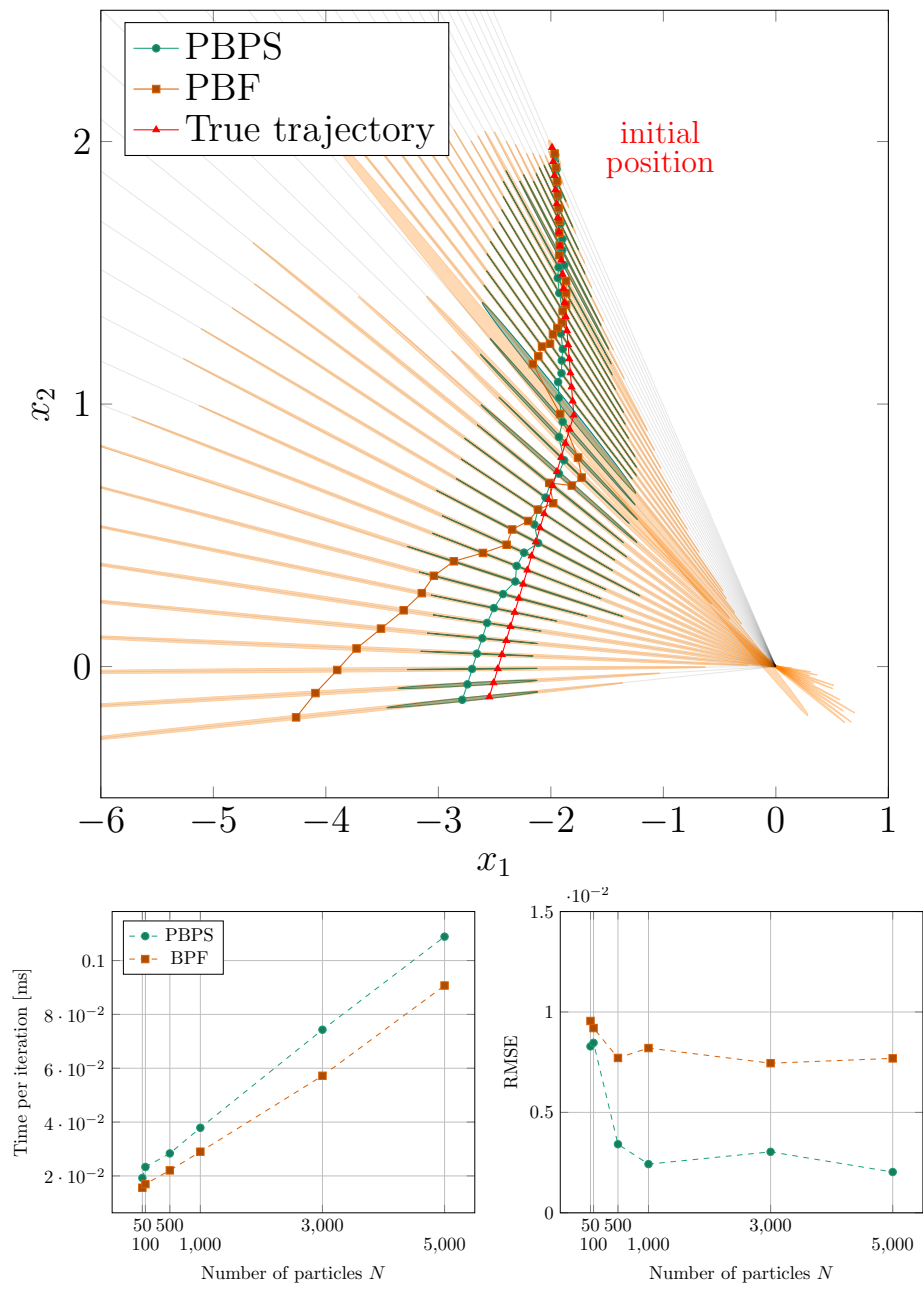 PBPS
PBF
True trajectory
initial
position
2
1
0
x₂
−6 −5 −4 −3 −2 −1 0 1
x₁
PBPS
BPF
0.1
8 · 10⁻²
6 · 10⁻²
4 · 10⁻²
2 · 10⁻²
Time per iteration [ms]
50 500 3,000
100 1,000 5,000
Number of particles N
·10⁻²
1.5
1
0.5
0
RMSE
50 500 3,000
100 1,000 5,000
Number of particles N